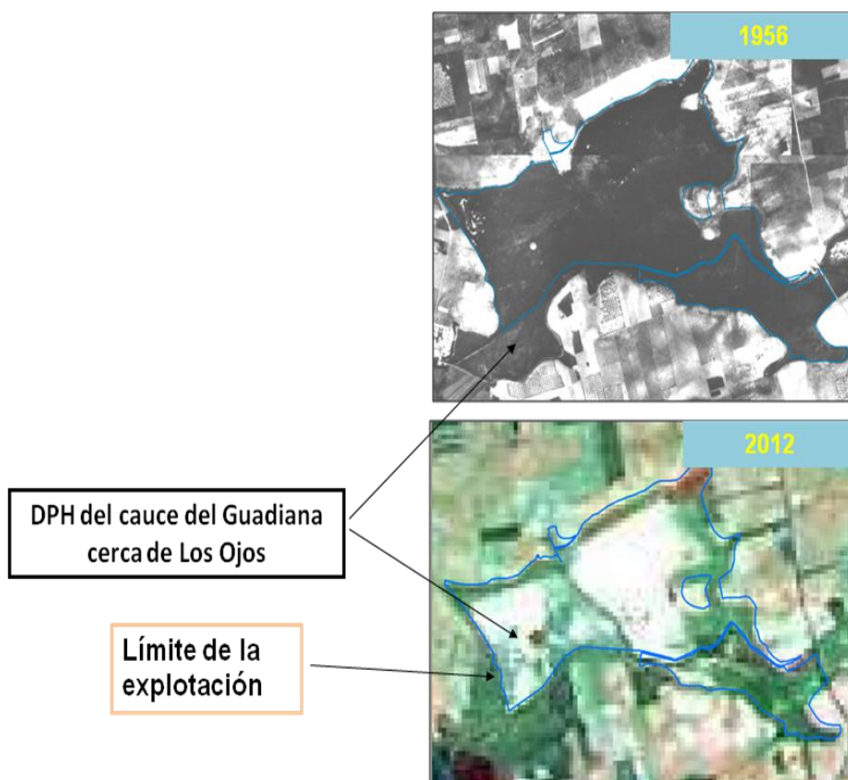 1956
2012
DPH del cauce del Guadiana
cerca de Los Ojos
Límite de la
explotación